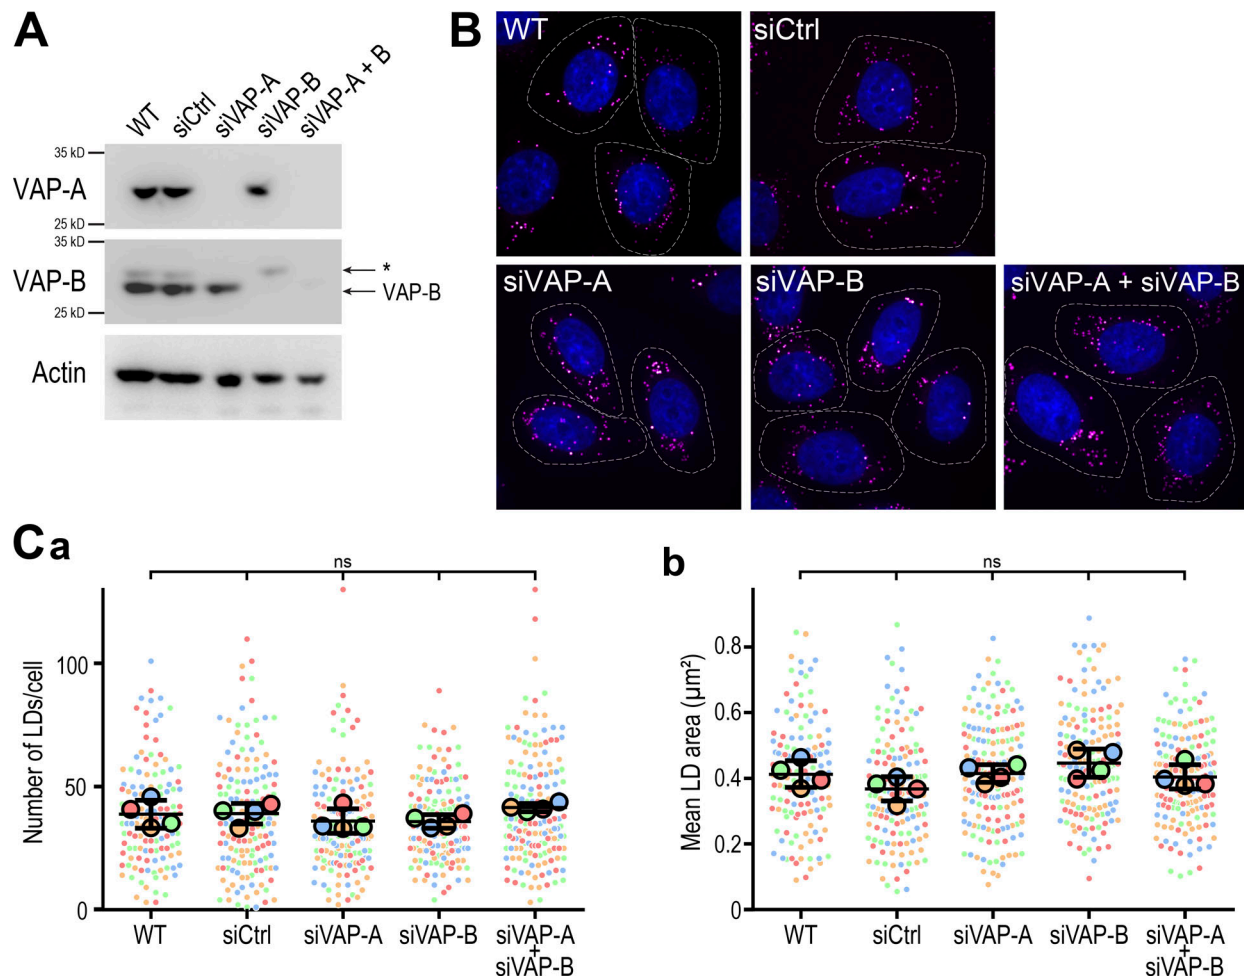 A
WT
siCtrl
siVAP-A
siVAP-B
siVAP-A + B
35 kD
VAP-A
25 kD
35 kD
*
VAP-B
VAP-B
25 kD
Actin
B
WT
siCtrl
siVAP-A
siVAP-B
siVAP-A + siVAP-B
C a
ns
Number of LDs/cell
100
50
0
WT
siCtrl
siVAP-A
siVAP-B
siVAP-A
+
siVAP-B
b
ns
Mean LD area (µm²)
0.8
0.6
0.4
0.2
0
WT
siCtrl
siVAP-A
siVAP-B
siVAP-A
+
siVAP-B